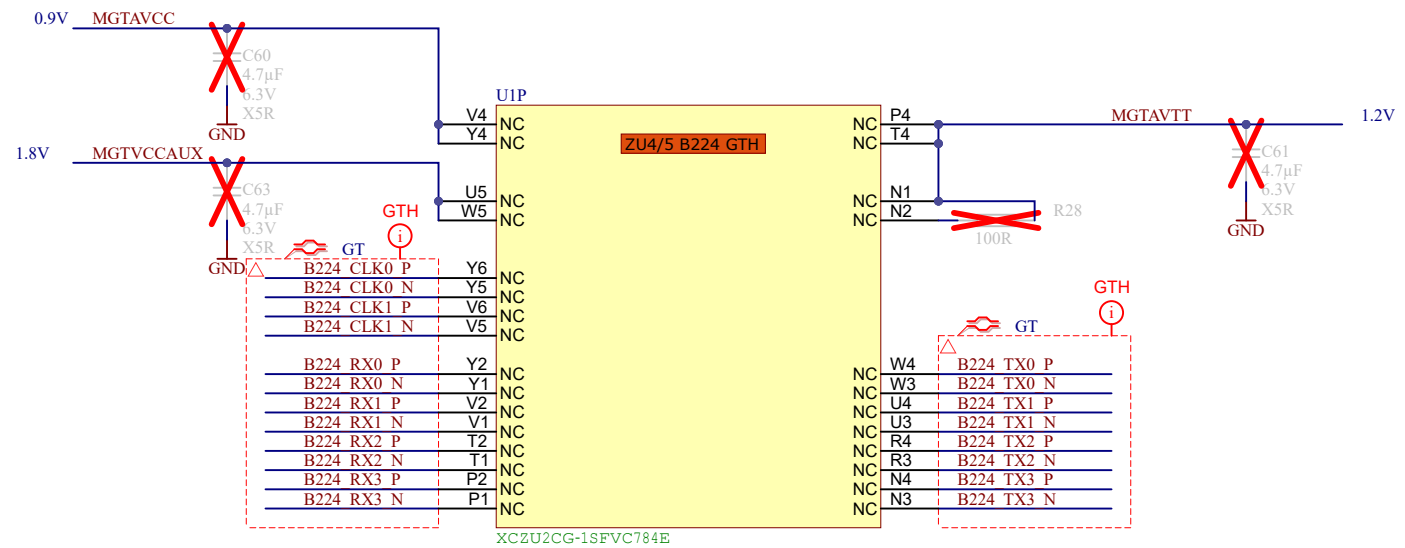 0.9V MGTAVCC
C60
4.7µF
6.3V
X5R
GND
1.8V MGTVCCAUX
C63
4.7µF
6.3V
X5R
GND
GTH
i
GT
B224_CLK0_P Y6 NC
B224_CLK0_N Y5 NC
B224_CLK1_P V6 NC
B224_CLK1_N V5 NC
B224_RX0_P Y2 NC
B224_RX0_N Y1 NC
B224_RX1_P V2 NC
B224_RX1_N V1 NC
B224_RX2_P T2 NC
B224_RX2_N T1 NC
B224_RX3_P P2 NC
B224_RX3_N P1 NC
U1P
V4 NC
Y4 NC
U5 NC
W5 NC
ZU4/5 B224 GTH
NC P4
NC T4
NC N1
NC N2
MGTAVTT 1.2V
C61
4.7µF
6.3V
X5R
GND
R28
100R
GTH
i
GT
NC W4 B224_TX0_P
NC W3 B224_TX0_N
NC U4 B224_TX1_P
NC U3 B224_TX1_N
NC R4 B224_TX2_P
NC R3 B224_TX2_N
NC N4 B224_TX3_P
NC N3 B224_TX3_N
XCZU2CG-1SFVC784E